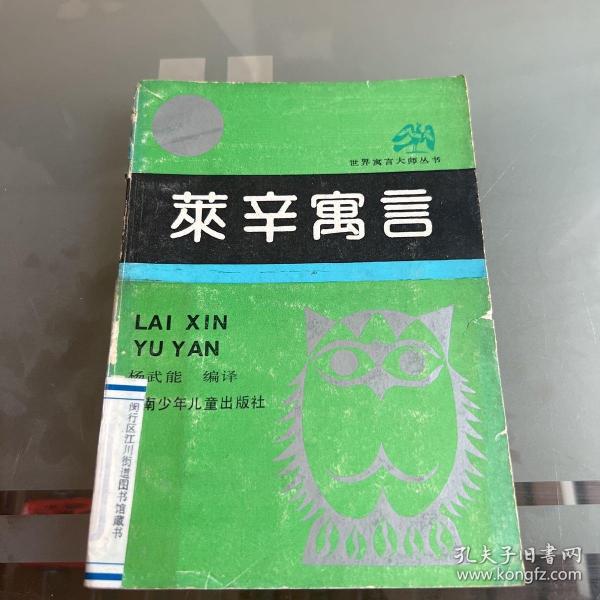 世界寓言大师丛书
萊辛寓言
LAI XIN
YU YAN
杨武能 编译
南少年儿童出版社
闵行区江川街道图书馆藏书
孔夫子旧书网
www.kongfz.com